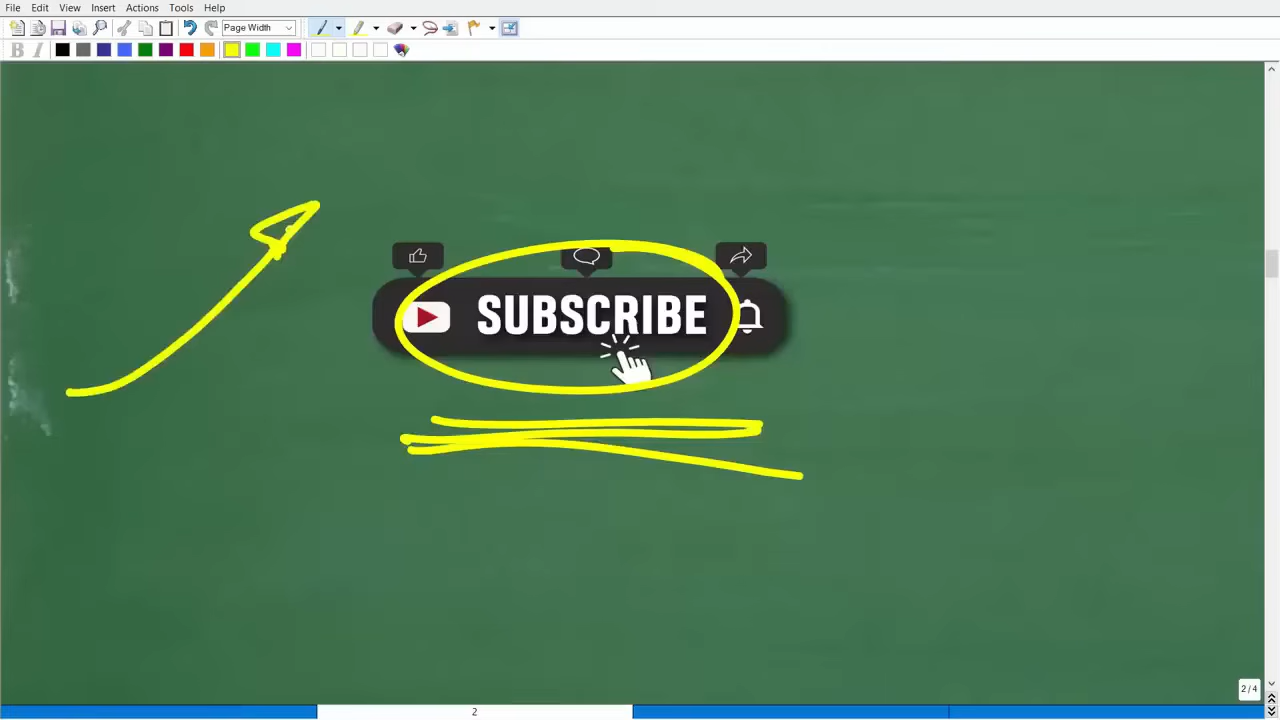 File Edit View Insert Actions Tools Help
Page Width
B I
SUBSCRIBE
2 / 4
2